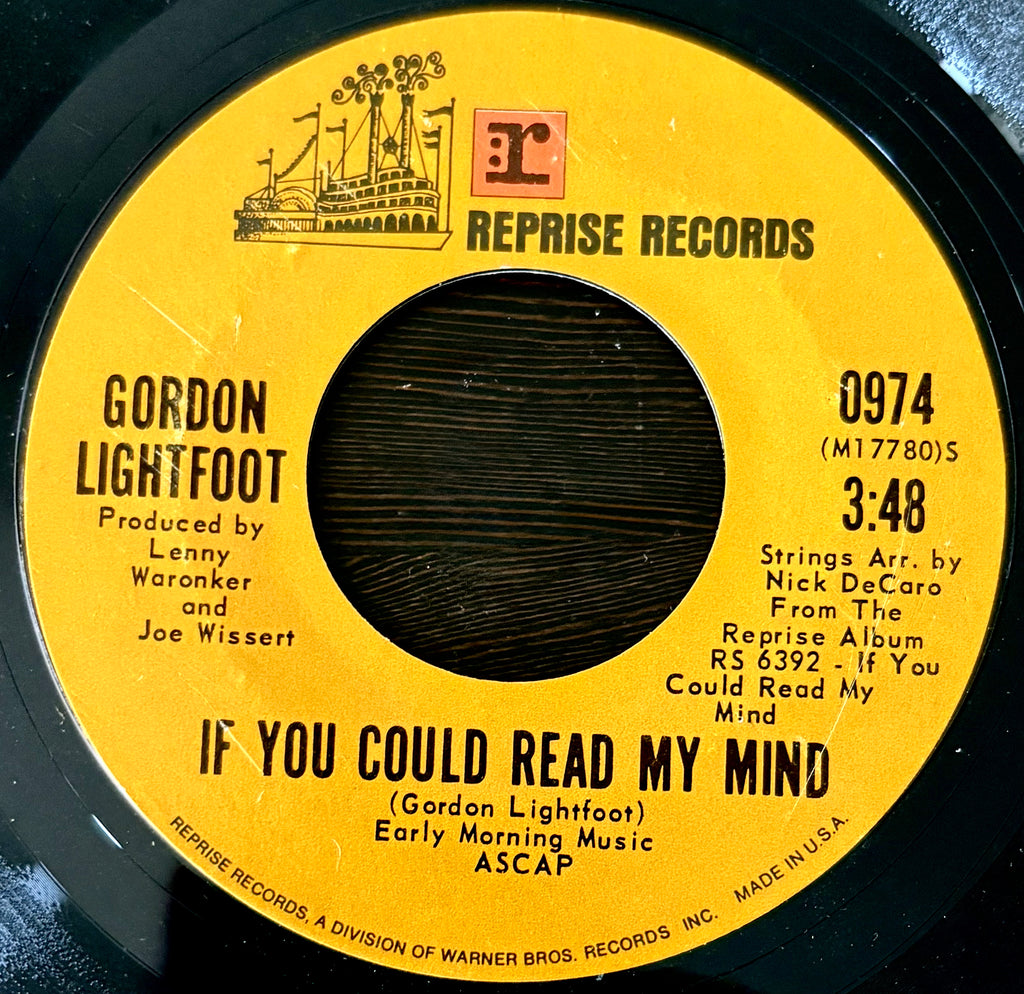 r
REPRISE RECORDS
GORDON
LIGHTFOOT
Produced by
Lenny
Waronker
and
Joe Wissert
0974
(M17780)S
3:48
Strings Arr. by
Nick DeCaro
From The
Reprise Album
RS 6392 - If You
Could Read My
Mind
IF YOU COULD READ MY MIND
(Gordon Lightfoot)
Early Morning Music
ASCAP
REPRISE RECORDS, A DIVISION OF WARNER BROS. RECORDS INC. MADE IN U.S.A.